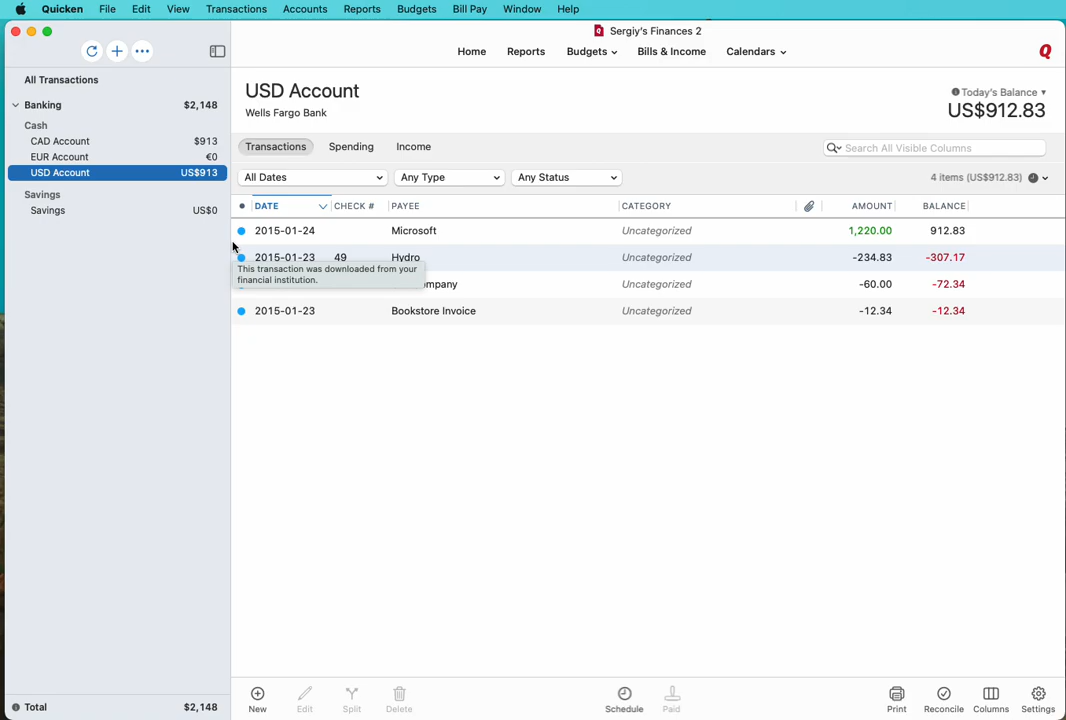 Quicken File Edit View Transactions Accounts Reports Budgets Bill Pay Window Help
Sergiy's Finances 2
Home Reports Budgets Bills & Income Calendars
All Transactions
Banking $2,148
Cash
CAD Account $913
EUR Account €0
USD Account US$913
Savings
Savings US$0
USD Account
Wells Fargo Bank
Today's Balance
US$912.83
Transactions Spending Income
Search All Visible Columns
All Dates Any Type Any Status
4 items (US$912.83)
DATE CHECK # PAYEE CATEGORY AMOUNT BALANCE
2015-01-24 Microsoft Uncategorized 1,220.00 912.83
2015-01-23 49 Hydro Uncategorized -234.83 -307.17
This transaction was downloaded from your
financial institution.
Uncategorized -60.00 -72.34
2015-01-23 Bookstore Invoice Uncategorized -12.34 -12.34
New Edit Split Delete Schedule Paid Print Reconcile Columns Settings
Total $2,148